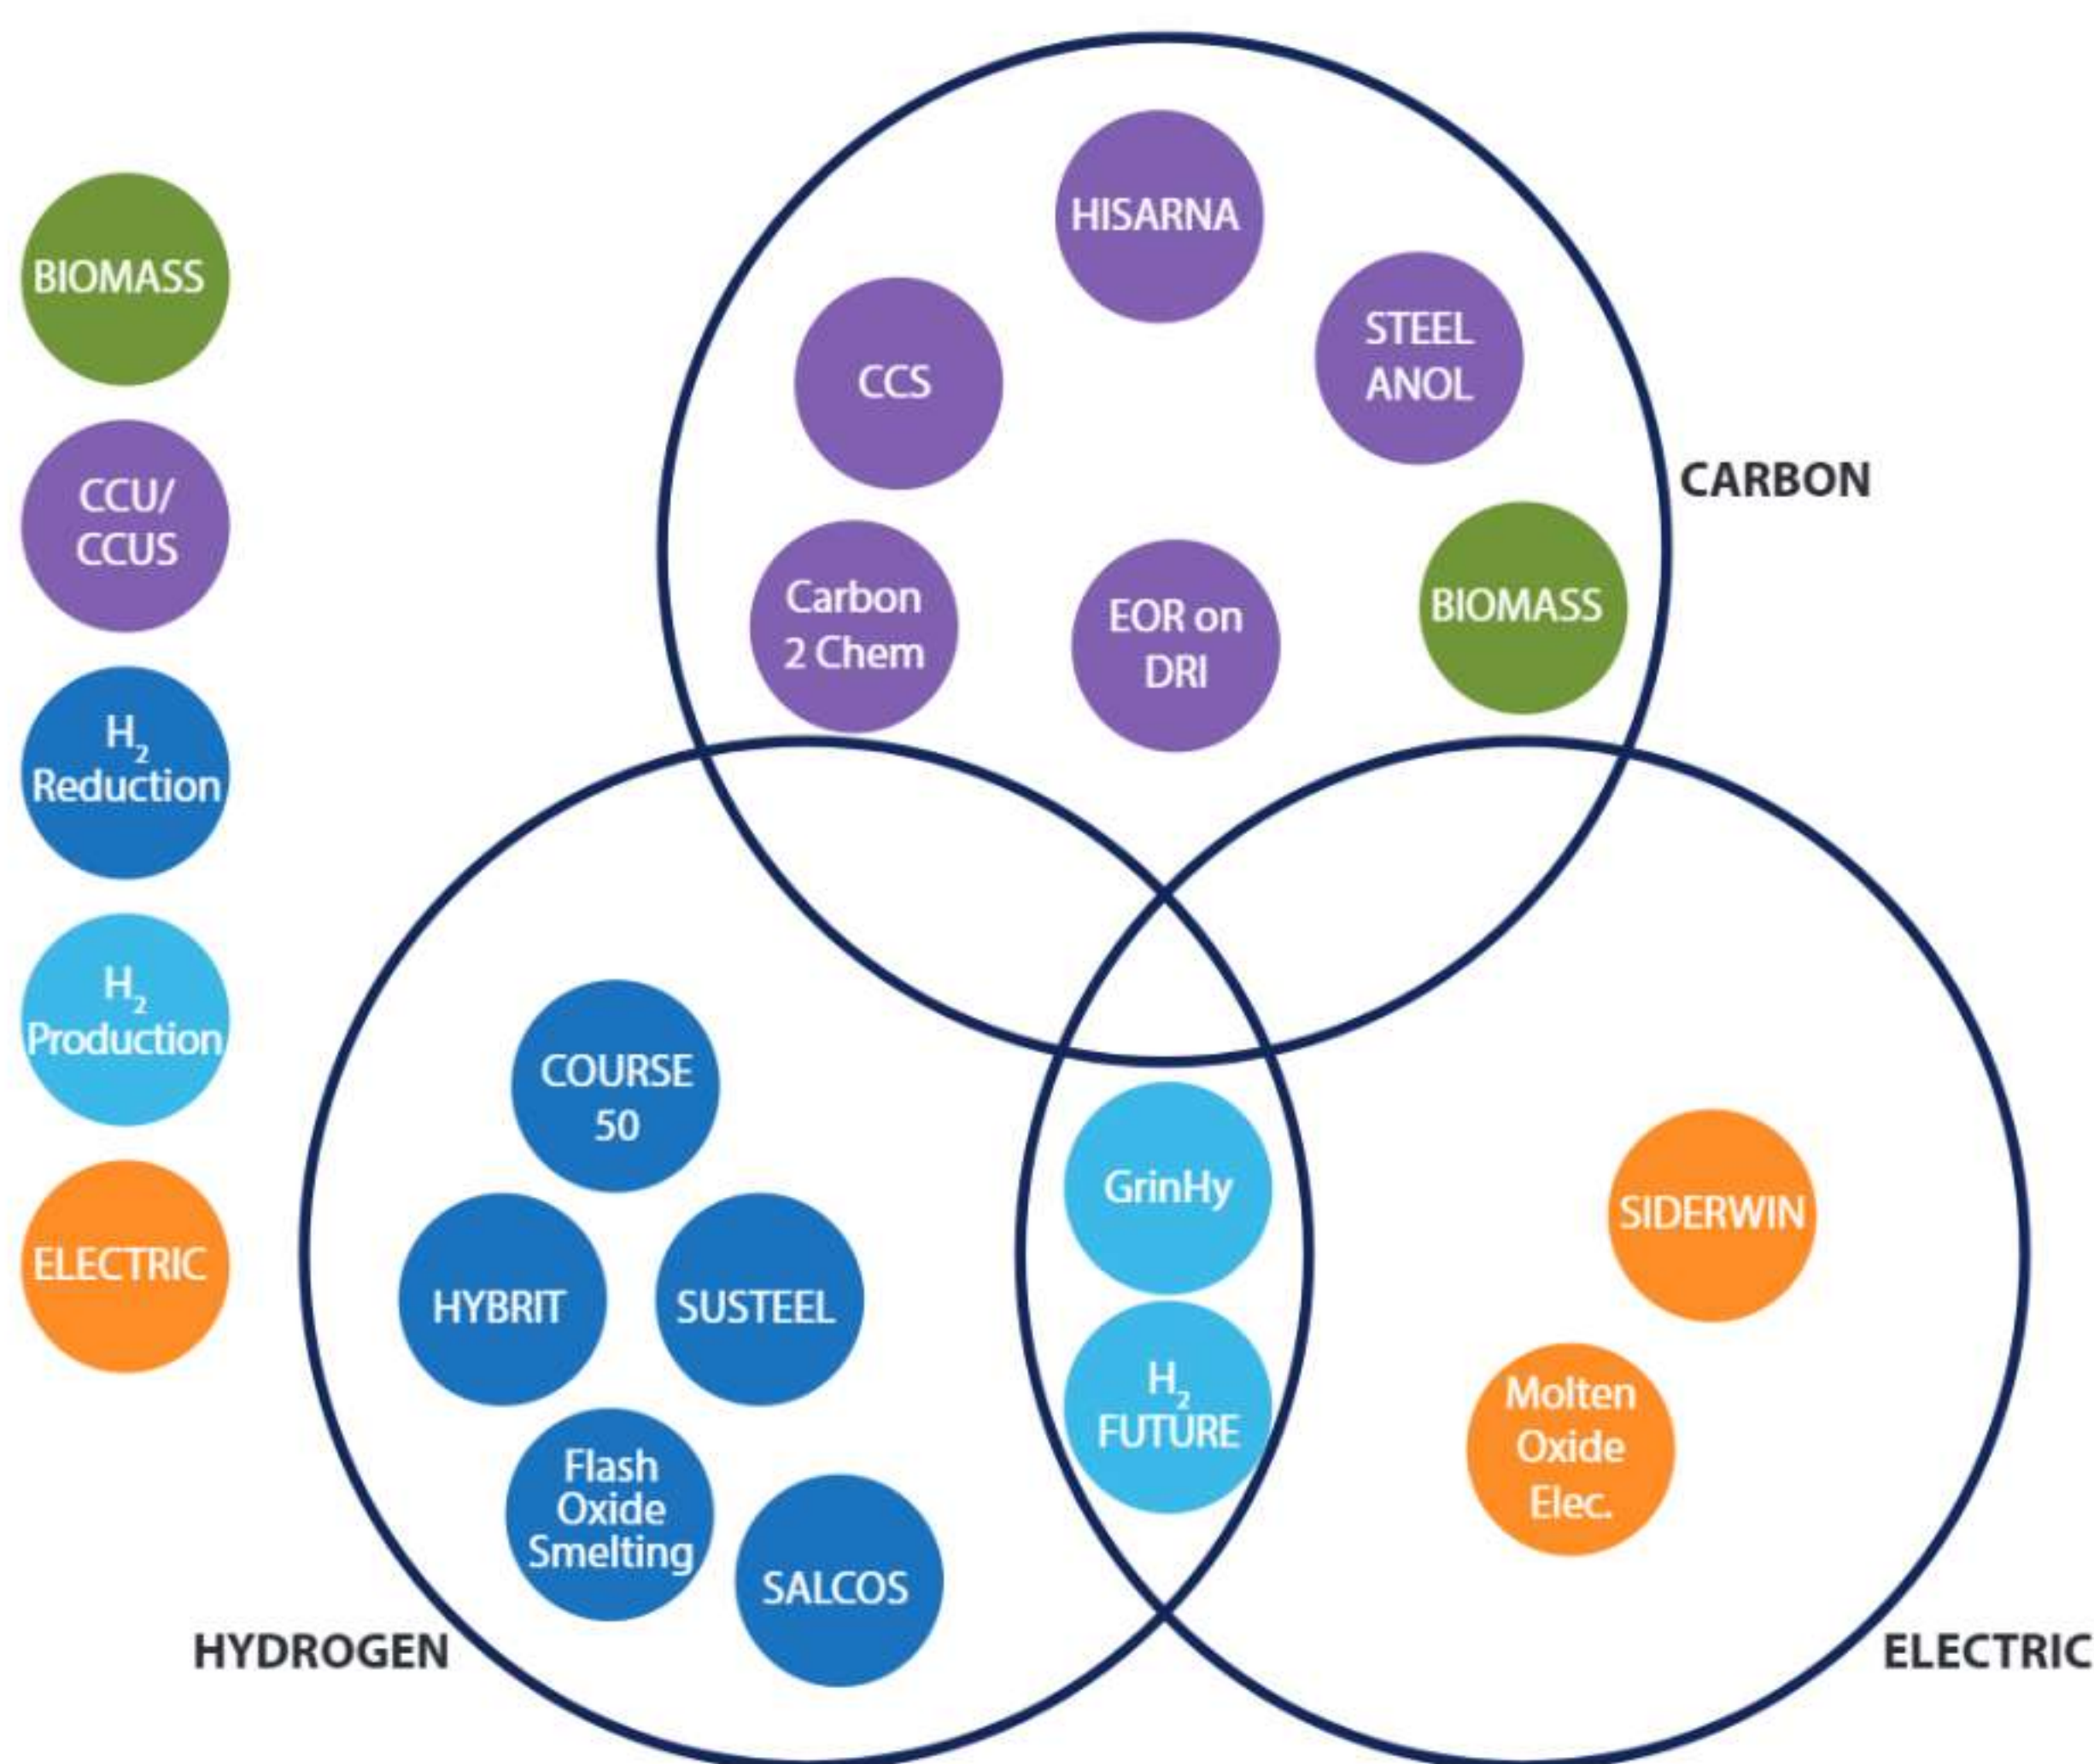 BIOMASS
CCU/
CCUS
H₂
Reduction
H₂
Production
ELECTRIC
HISARNA
STEEL
ANOL
CCS
CARBON
Carbon
2 Chem
EOR on
DRI
BIOMASS
COURSE
50
HYBRIT
SUSTEEL
Flash
Oxide
Smelting
SALCOS
HYDROGEN
GrinHy
H₂
FUTURE
SIDERWIN
Molten
Oxide
Elec.
ELECTRIC